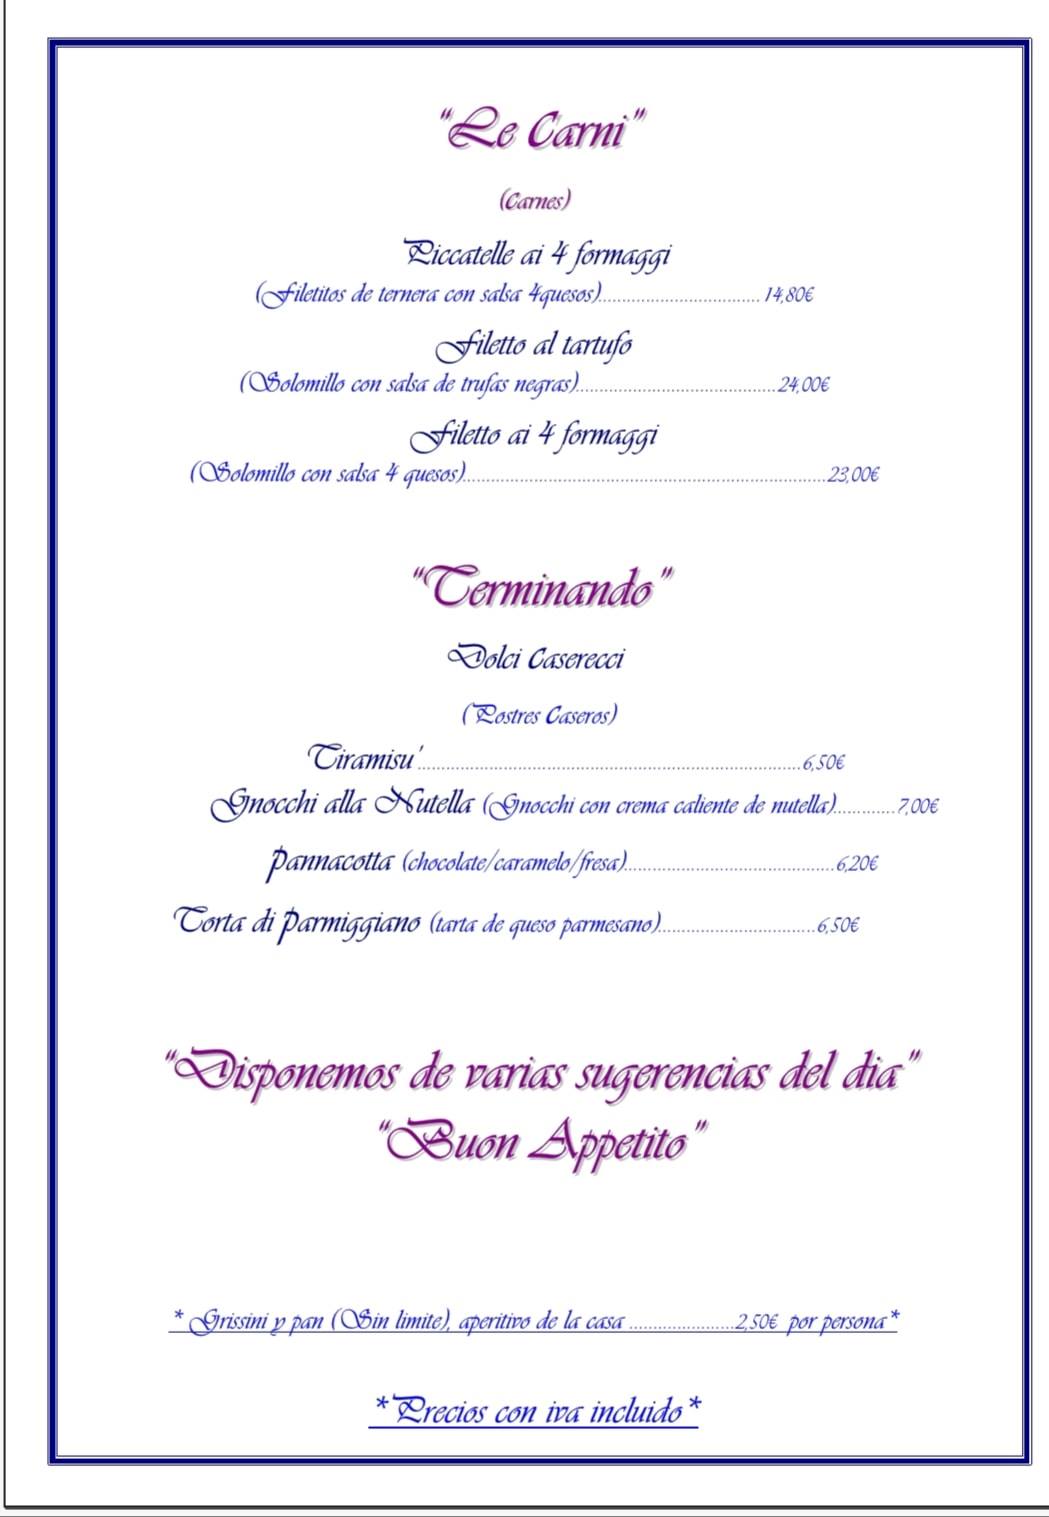 "Le Carni"
(Carnes)
Piccatelle ai 4 formaggi
(Filetitos de ternera con salsa 4quesos)................................... 14,80€
Filetto al tartufo
(Solomillo con salsa de trufas negras)...........................................24,00€
Filetto ai 4 formaggi
(Solomillo con salsa 4 quesos)..............................................................................23,00€
"Terminando"
Dolci Caserecci
(Postres Caseros)
Tiramisu'...................................................................................6,50€
Gnocchi alla Nutella (Gnocchi con crema caliente de nutella).............7,00€
Pannacotta (chocolate/caramelo/fresa).............................................6,20€
Torta di Parmiggiano (tarta de queso parmesano)..................................6,50€
"Disponemos de varias sugerencias del dia"
"Buon Appetito"
* Grissini y pan (Sin limite), aperitivo de la casa .......................2,50€ por persona*
*Precios con iva incluido*